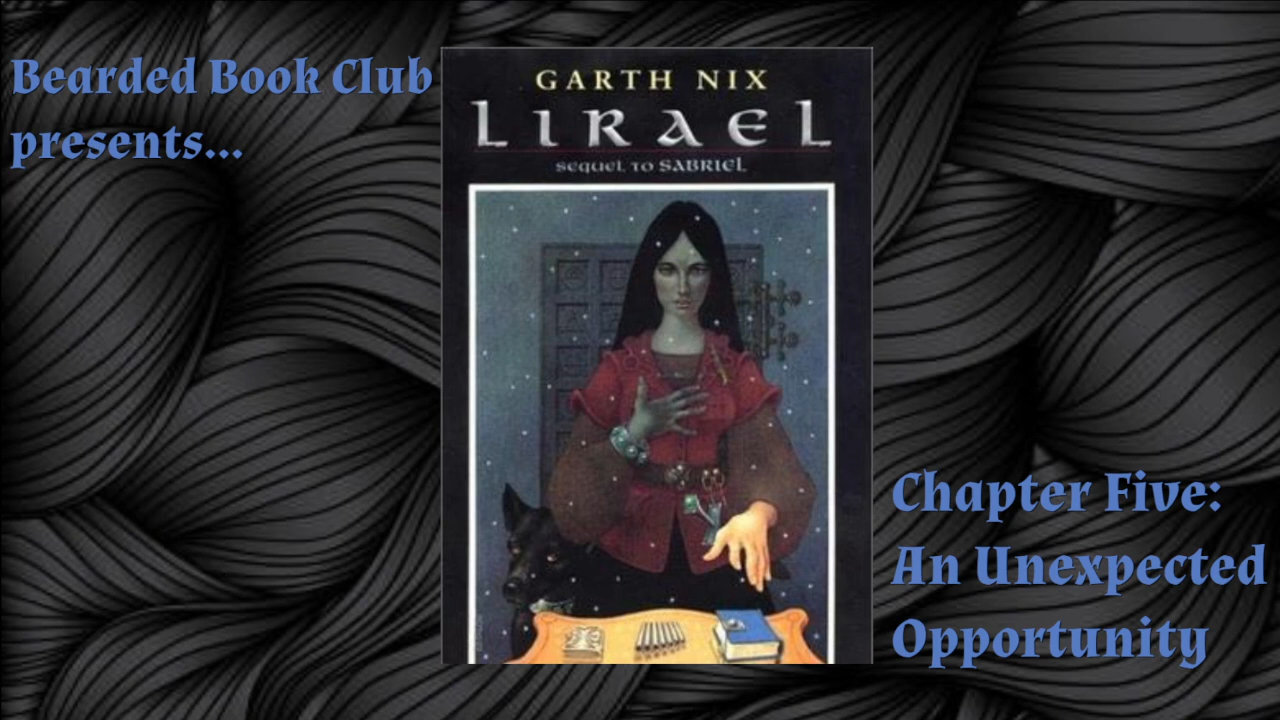 Bearded Book Club
presents...
GARTH NIX
LIRAEL
SEQUEL TO SABRIEL
Chapter Five:
An Unexpected
Opportunity